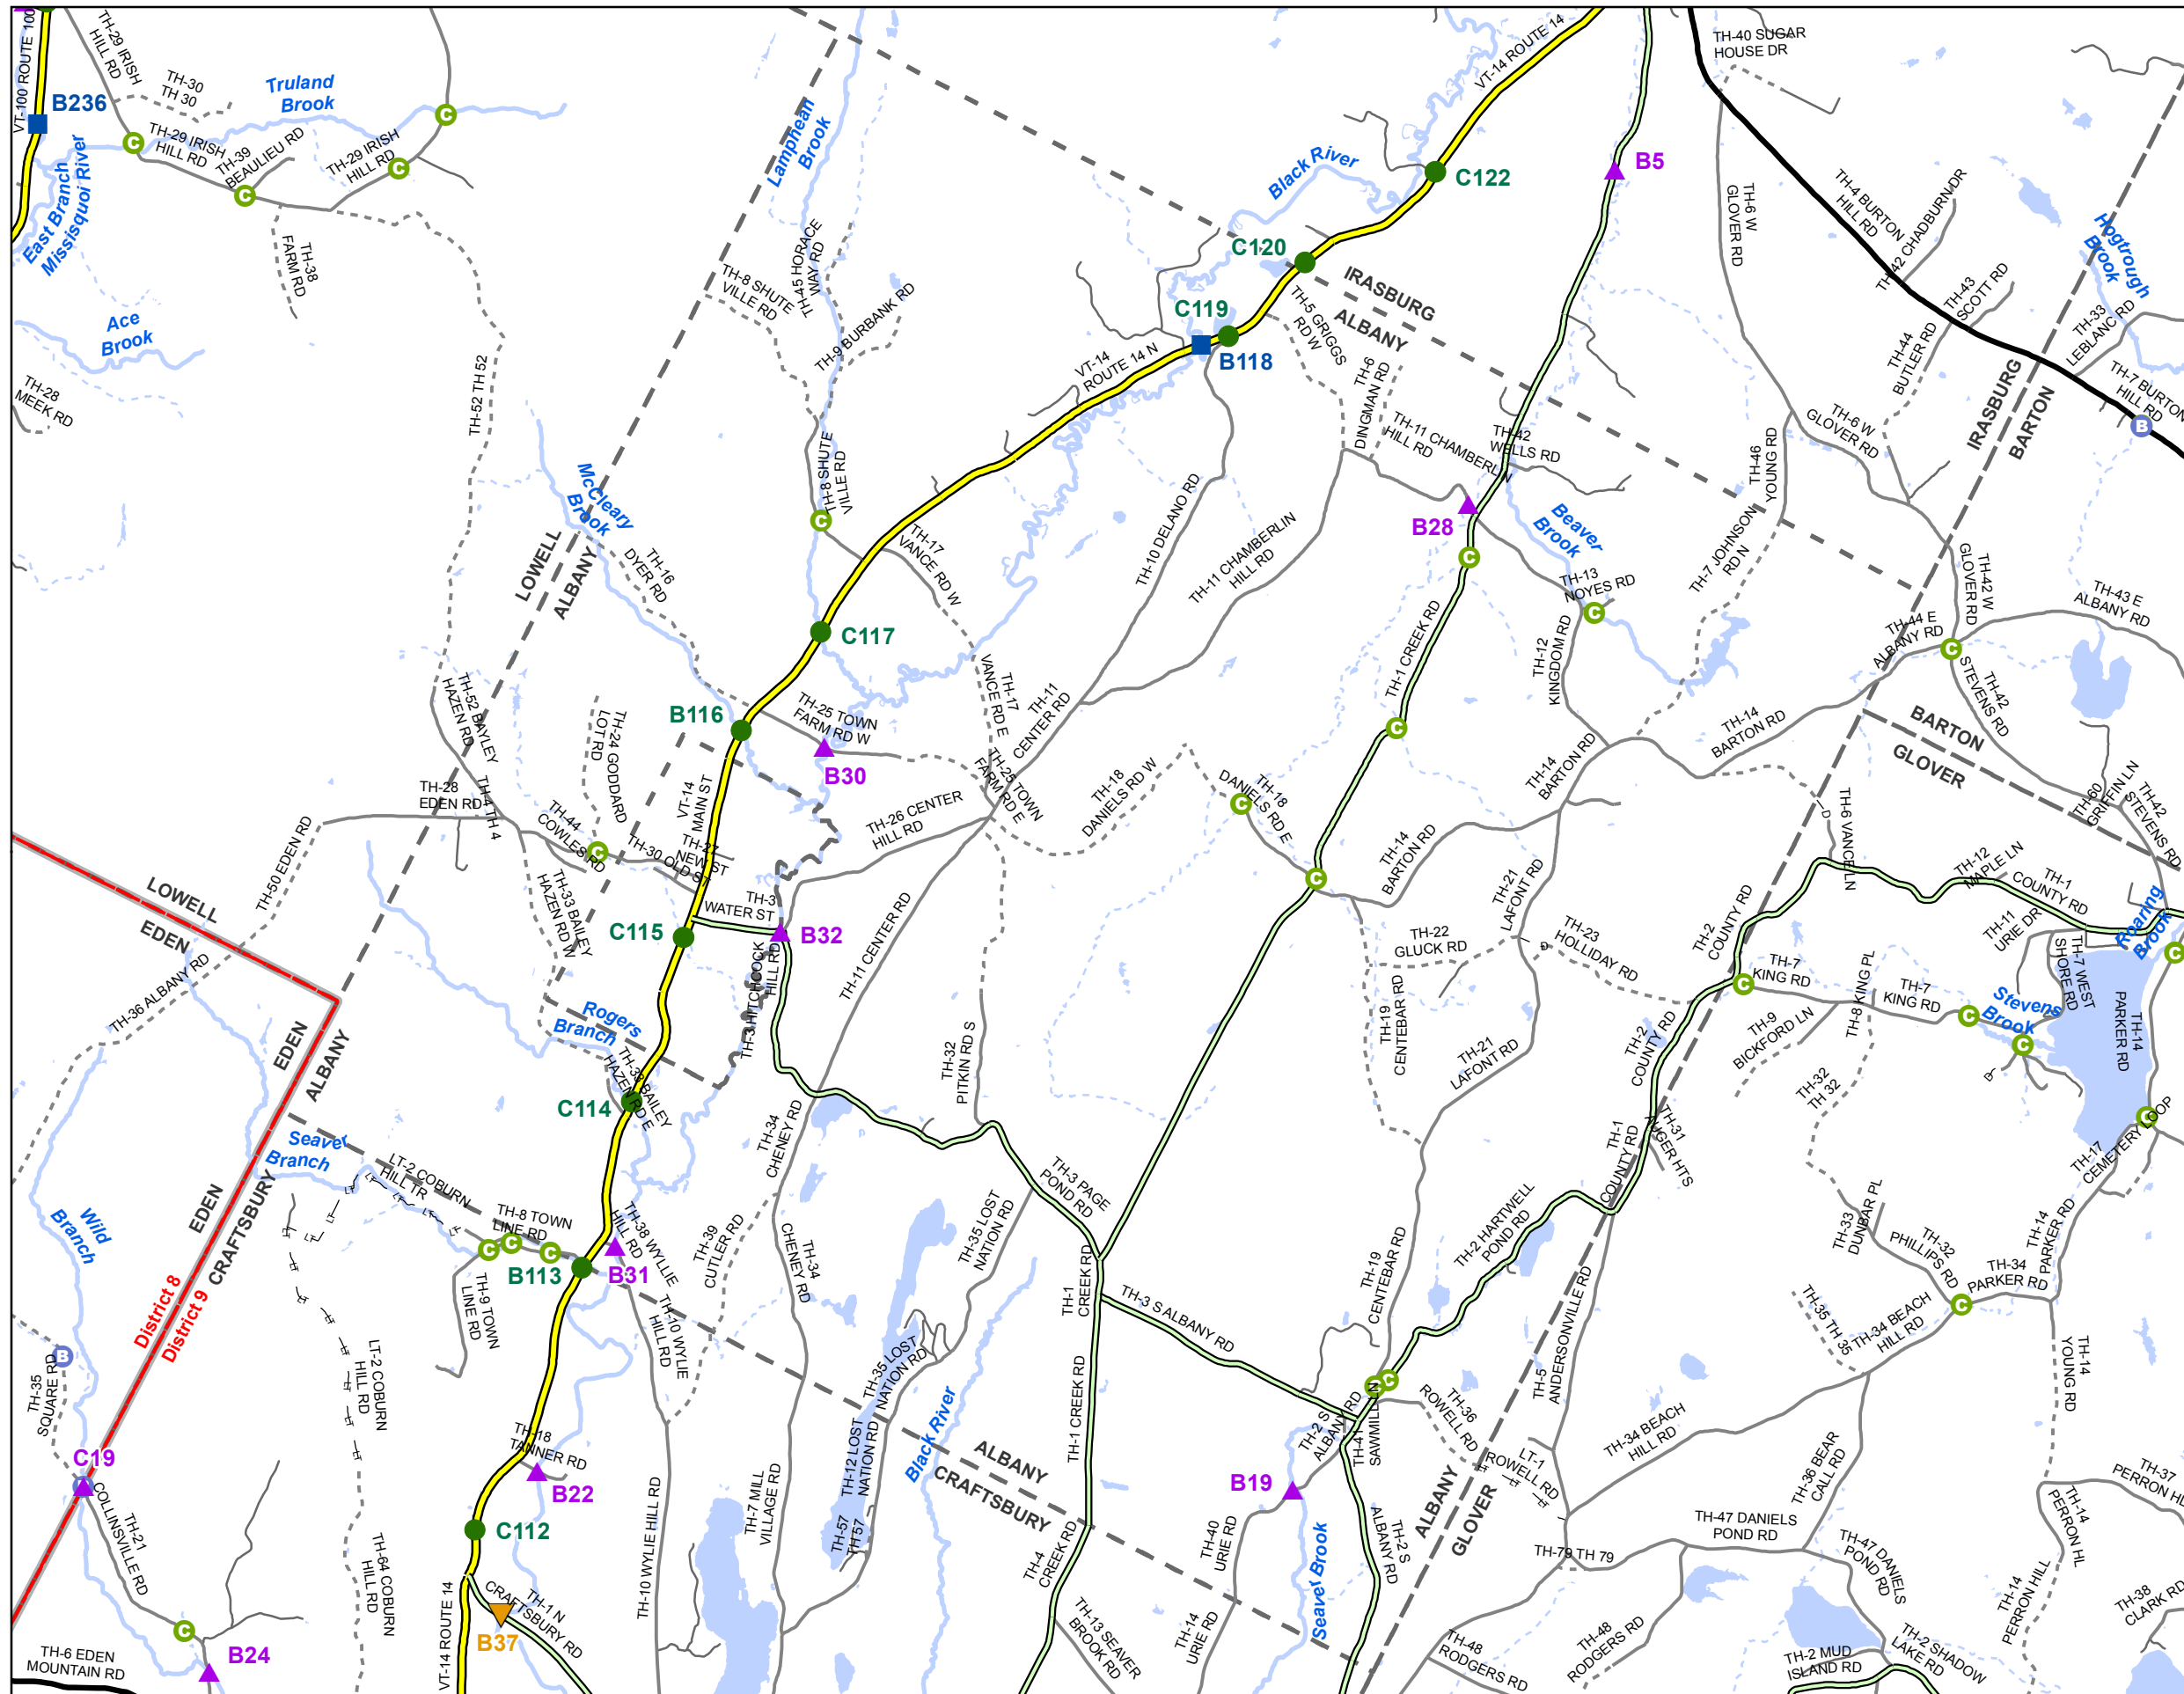 VT-100 ROUTE 100
B236
TH-29 IRISH
HILL RD
TH-30
TH 30
Truland
Brook
TH-29 IRISH
HILL RD
TH-39
BEAULIEU RD
TH-29 IRISH
HILL RD
C
C
C
C
East Branch
Missisquoi River
TH-38
FARM RD
Ace
Brook
TH-28
MEEK RD
TH-52 TH 52
Lamphean
Brook
TH-8 SHUTE
VILLE RD
TH-45 HORACE
WAY RD
TH-9 BURBANK RD
TH-8 SHUTE
VILLE RD
C
Black River
VT-14 ROUTE 14
C122
C120
C119
B118
VT-14
ROUTE 14 N
IRASBURG
ALBANY
TH-5 GRIGGS
RD W
TH-6
DINGMAN RD
TH-11 CHAMBERLIN
HILL RD
TH-42
WELLS RD
B5
TH-40 SUGAR
HOUSE DR
TH-6 W
GLOVER RD
TH-4 BURTON
HILL RD
TH-42 CHADBURN DR
TH-43
SCOTT RD
TH-44
BUTLER RD
Hogtrough
Brook
TH-33
LEBLANC RD
TH-7 BURTON
HILL RD
B
IRASBURG
BARTON
TH-6 W
GLOVER RD
TH-46
YOUNG RD
TH-7 JOHNSON
RD N
McCleary
Brook
LOWELL
ALBANY
TH-16
DYER RD
TH-17
VANCE RD W
TH-10 DELANO RD
TH-11 CHAMBERLIN
HILL RD
B28
C
Beaver
Brook
TH-13
NOYES RD
C
TH-12
KINGDOM RD
TH-1 CREEK RD
C
C117
B116
TH-25 TOWN
FARM RD W
B30
TH-17
VANCE RD E
TH-11
CENTER RD
TH-25 TOWN
FARM RD E
TH-18
DANIELS RD W
TH-18
DANIELS RD E
C
C
TH-14
BARTON RD
TH-14
BARTON RD
TH-14
BARTON RD
TH-44 E
ALBANY RD
C
TH-42 W
GLOVER RD
TH-43 E
ALBANY RD
TH-42
STEVENS RD
BARTON
GLOVER
TH-60
GRIFFIN LN
TH-42
STEVENS RD
TH-52 BAYLEY
HAZEN RD
TH-24 GODDARD
LOT RD
TH-28
EDEN RD
TH-4 TH 4
TH-44
COWLES RD
C
TH-30 OLD ST
TH-27
NEW ST
VT-14
MAIN ST
TH-26 CENTER
HILL RD
TH-50 EDEN RD
TH-33 BAILEY
HAZEN RD W
TH-3
WATER ST
C115
B32
TH-3 HITCHCOCK
HILL RD
TH-11 CENTER RD
LOWELL
EDEN
TH-36 ALBANY RD
EDEN
ALBANY
Rogers
Branch
TH-33 BAILEY
HAZEN RD E
C114
TH-34
CHENEY RD
TH-32
PITKIN RD S
TH-3 PAGE
POND RD
TH-22
GLUCK RD
TH-21
LAFONT RD
TH-23
HOLLIDAY RD
TH-19
CENTEBAR RD
TH-21
LAFONT RD
TH-2
COUNTY RD
TH-6 VANCE LN
TH-12
MAPLE LN
TH-1
COUNTY RD
TH-11
URIE DR
Roaring
Brook
C
C
TH-7
KING RD
TH-8 KING PL
TH-7
KING RD
C
Stevens
Brook
C
TH-7 WEST
SHORE RD
TH-14
PARKER RD
TH-9
BICKFORD LN
TH-2
COUNTY RD
TH-32
TH 32
TH-31
AUGER HTS
TH-1
COUNTY RD
C
TH-17
CEMETERY LOOP
Seaver
Branch
LT-2 COBURN
HILL TR
TH-8 TOWN
LINE RD
C
C
C
B113
TH-38 WYLLIE
HILL RD
B31
TH-9 TOWN
LINE RD
TH-10 WYLIE
HILL RD
TH-39
CUTLER RD
TH-34
CHENEY RD
TH-35 LOST
NATION RD
TH-35 LOST
NATION RD
TH-1
CREEK RD
TH-3 S ALBANY RD
TH-19
CENTEBAR RD
TH-2 HARTWELL
POND RD
TH-33
DUNBAR PL
TH-32
PHILLIPS RD
C
TH-34
PARKER RD
TH-14
PARKER RD
TH-14
YOUNG RD
TH-35 TH 35
TH-34 BEACH
HILL RD
Wild
Branch
EDEN
CRAFTSBURY
District 8
District 9
B
TH-35
SQUARE RD
C19
TH-21
COLLINSVILLE RD
C
B24
TH-6 EDEN
MOUNTAIN RD
LT-2 COBURN
HILL RD
TH-64 COBURN
HILL RD
TH-18
TANNER RD
B22
C112
TH-1 N
CRAFTSBURY RD
B37
VT-14 ROUTE 14
TH-10 WYLIE HILL RD
TH-7 MILL
VILLAGE RD
TH-12 LOST
NATION RD
TH-57
TH 57
Black River
ALBANY
CRAFTSBURY
TH-1 CREEK RD
TH-4
CREEK RD
TH-13 SEAVER
BROOK RD
C
C
TH-2 S
ALBANY RD
TH-41
SAWMILL LN
TH-36
ROWELL RD
LT-1
ROWELL RD
B19
TH-40
URIE RD
TH-14
URIE RD
Seaver Brook
TH-2 S
ALBANY RD
ALBANY
GLOVER
TH-5
ANDERSONVILLE RD
TH-34 BEACH
HILL RD
TH-36 BEAR
CALL RD
TH-47 DANIELS
POND RD
TH-79 TH 79
TH-47 DANIELS
POND RD
TH-48
RODGERS RD
TH-48
RODGERS RD
TH-2 MUD
ISLAND RD
TH-2 SHADOW
LAKE RD
TH-37
TH-14
PERRON HL
TH-14
PERRON HILL
TH-38
CLARK RD